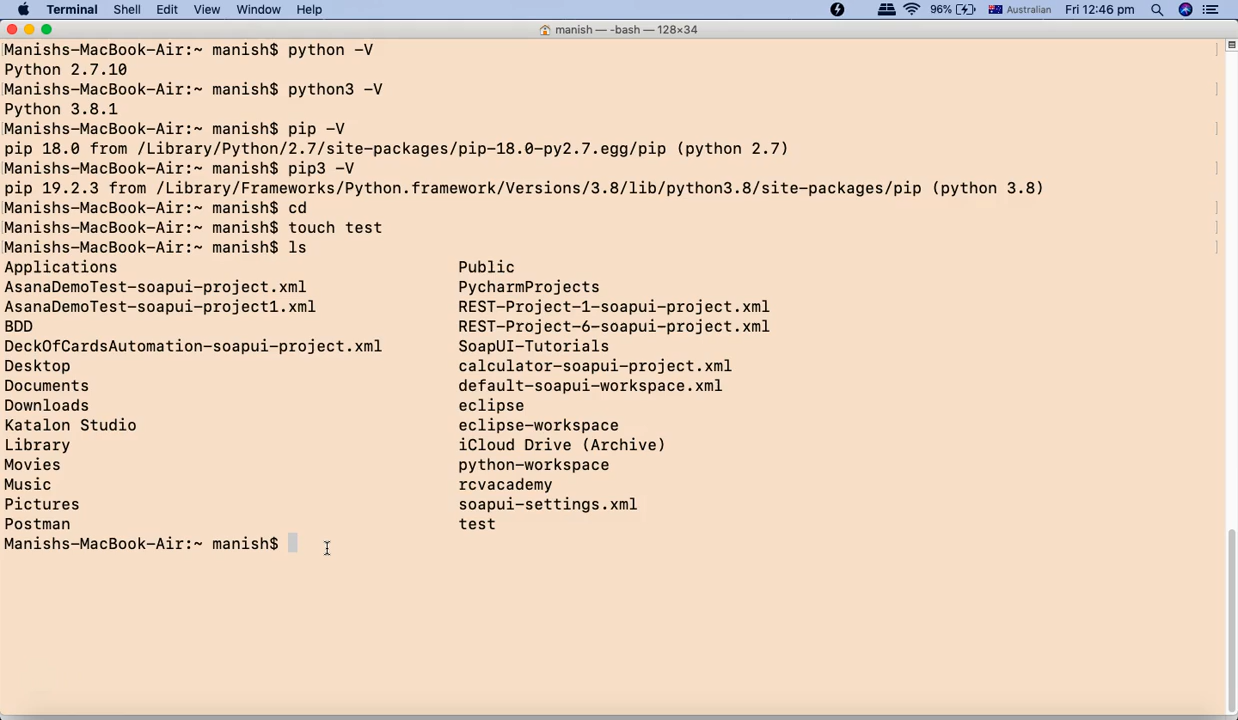 Terminal Shell Edit View Window Help 96% Australian Fri 12:46 pm
manish — -bash — 128×34
Manishs-MacBook-Air:~ manish$ python -V
Python 2.7.10
Manishs-MacBook-Air:~ manish$ python3 -V
Python 3.8.1
Manishs-MacBook-Air:~ manish$ pip -V
pip 18.0 from /Library/Python/2.7/site-packages/pip-18.0-py2.7.egg/pip (python 2.7)
Manishs-MacBook-Air:~ manish$ pip3 -V
pip 19.2.3 from /Library/Frameworks/Python.framework/Versions/3.8/lib/python3.8/site-packages/pip (python 3.8)
Manishs-MacBook-Air:~ manish$ cd
Manishs-MacBook-Air:~ manish$ touch test
Manishs-MacBook-Air:~ manish$ ls
Applications Public
AsanaDemoTest-soapui-project.xml PycharmProjects
AsanaDemoTest-soapui-project1.xml REST-Project-1-soapui-project.xml
BDD REST-Project-6-soapui-project.xml
DeckOfCardsAutomation-soapui-project.xml SoapUI-Tutorials
Desktop calculator-soapui-project.xml
Documents default-soapui-workspace.xml
Downloads eclipse
Katalon Studio eclipse-workspace
Library iCloud Drive (Archive)
Movies python-workspace
Music rcvacademy
Pictures soapui-settings.xml
Postman test
Manishs-MacBook-Air:~ manish$